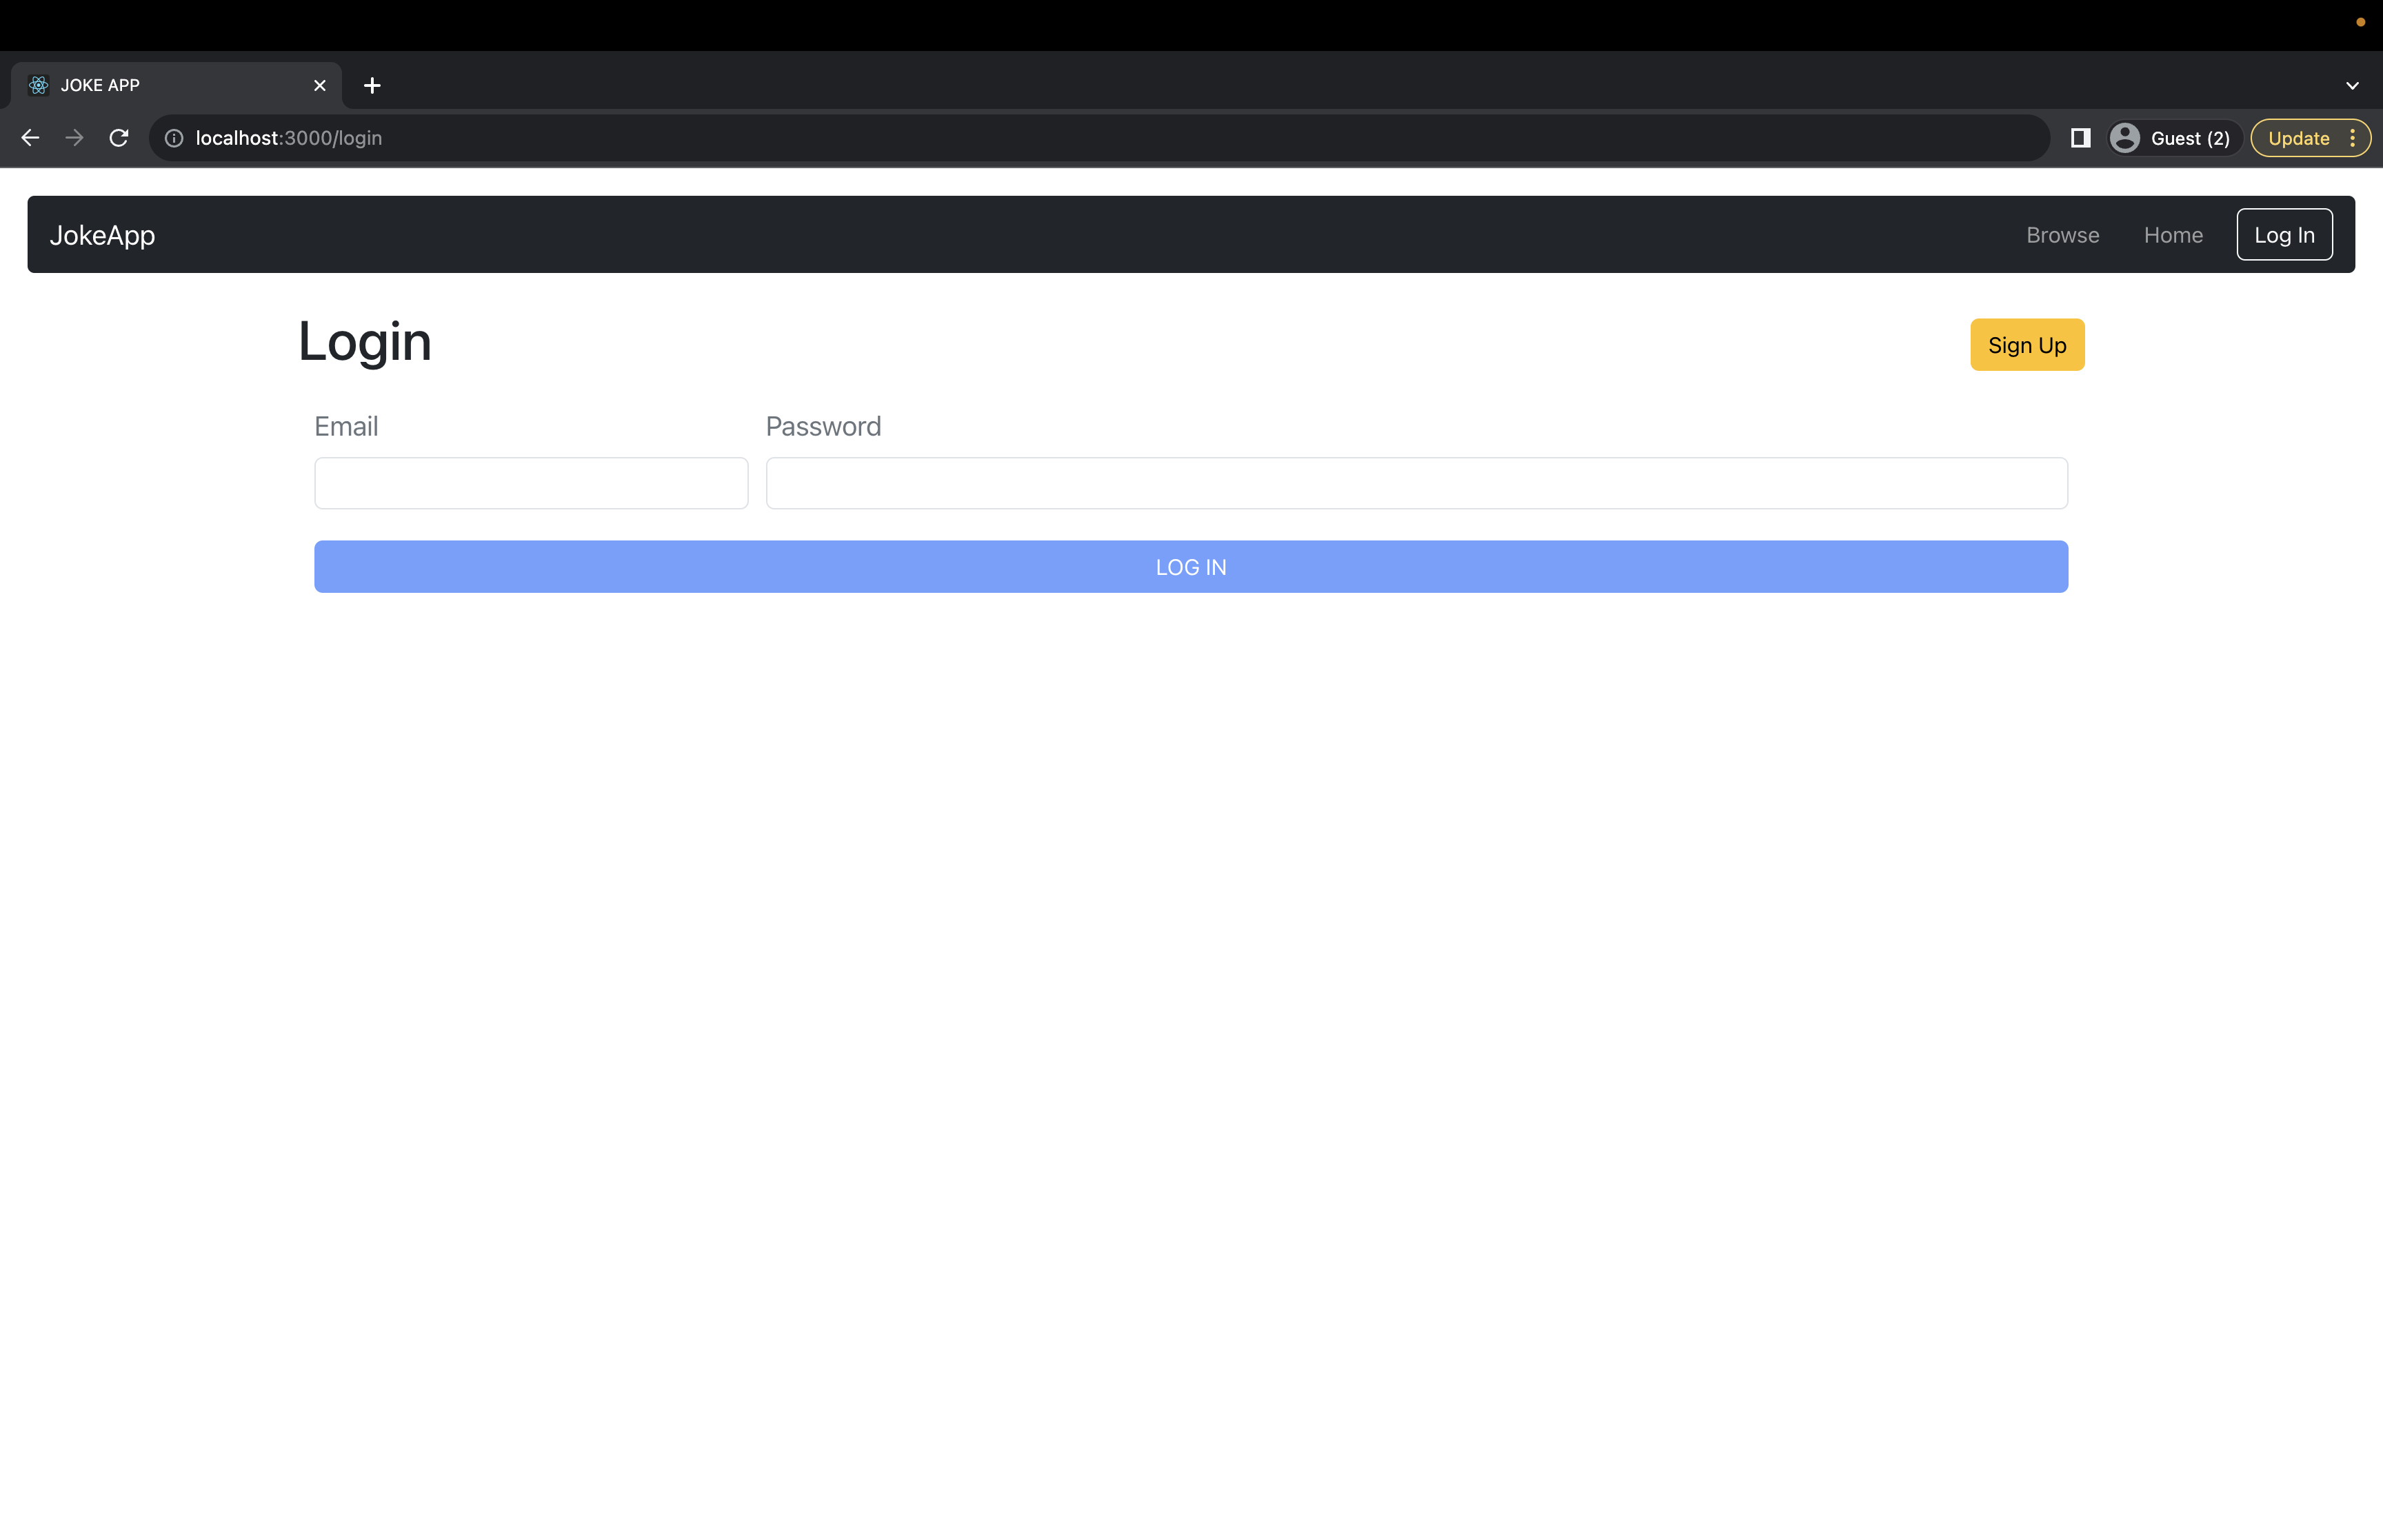 JOKE APP
localhost:3000/login
Guest (2)
Update
JokeApp
Browse
Home
Log In
Login
Sign Up
Email
Password
LOG IN